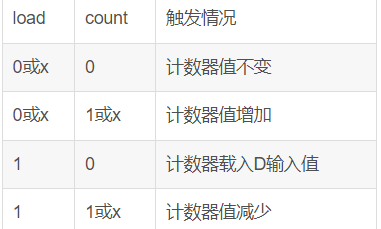 load count 触发情况
0或x 0 计数器值不变
0或x 1或x 计数器值增加
1 0 计数器载入D输入值
1 1或x 计数器值减少